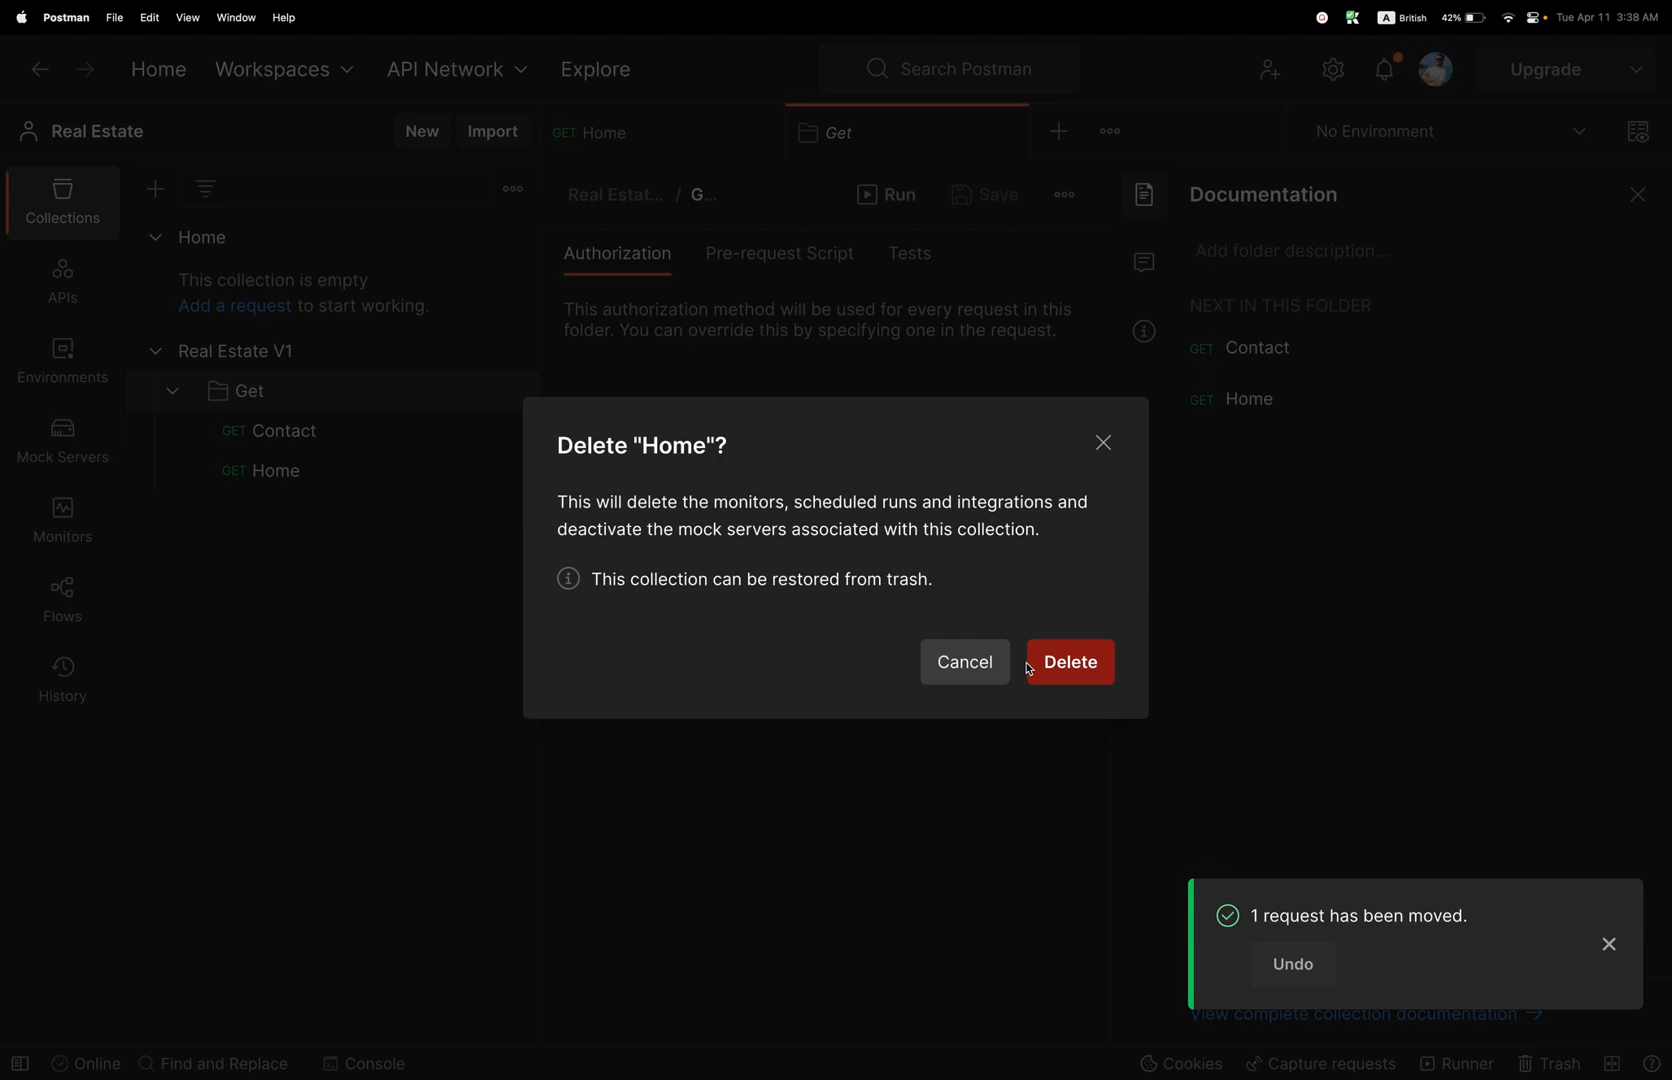 Postman File Edit View Window Help
A British 42% Tue Apr 11 3:38 AM
Home Workspaces API Network Explore
Search Postman
Upgrade
Real Estate
New Import
GET Home
Get
No Environment
Collections
APIs
Environments
Mock Servers
Monitors
Flows
History
Home
This collection is empty
Add a request to start working.
Real Estate V1
Get
GET Contact
GET Home
Real Estat... / G...
Run Save
Authorization Pre-request Script Tests
This authorization method will be used for every request in this
folder. You can override this by specifying one in the request.
Documentation
Add folder description...
NEXT IN THIS FOLDER
GET Contact
GET Home
Delete "Home"?
This will delete the monitors, scheduled runs and integrations and
deactivate the mock servers associated with this collection.
This collection can be restored from trash.
Cancel Delete
1 request has been moved.
Undo
View complete collection documentation →
Online Find and Replace Console
Cookies Capture requests Runner Trash